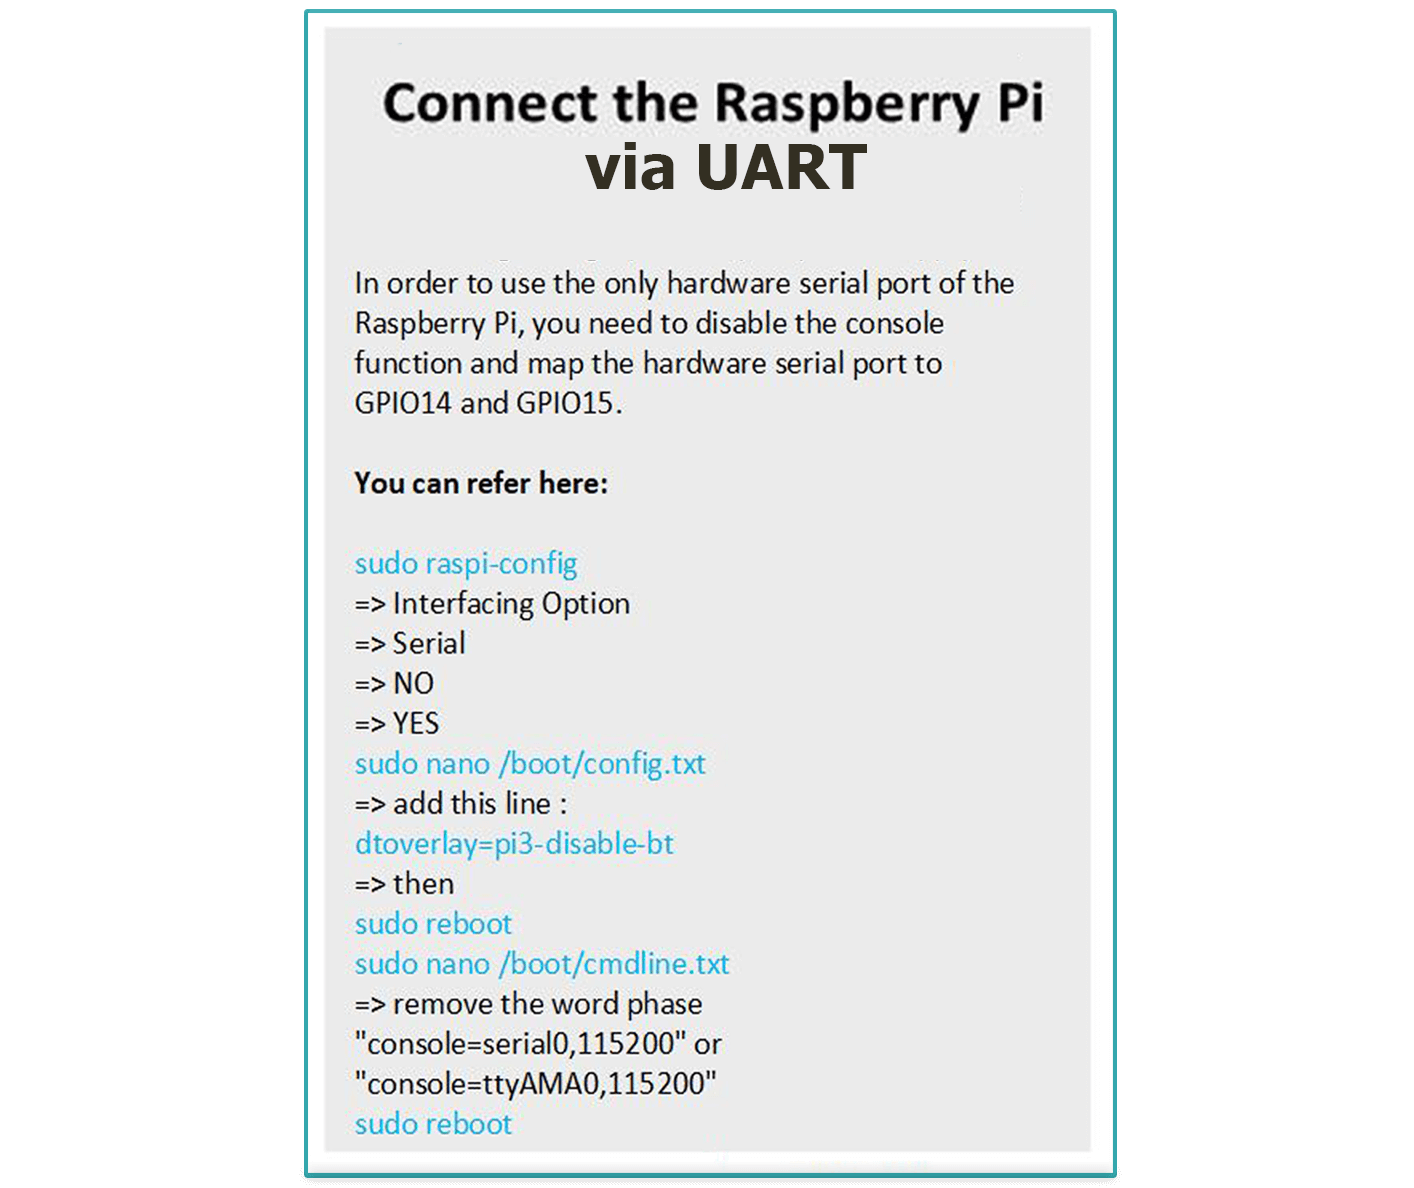 Connect the Raspberry Pi
via UART
In order to use the only hardware serial port of the
Raspberry Pi, you need to disable the console
function and map the hardware serial port to
GPIO14 and GPIO15.
You can refer here:
sudo raspi-config
=> Interfacing Option
=> Serial
=> NO
=> YES
sudo nano /boot/config.txt
=> add this line :
dtoverlay=pi3-disable-bt
=> then
sudo reboot
sudo nano /boot/cmdline.txt
=> remove the word phase
"console=serial0,115200" or
"console=ttyAMA0,115200"
sudo reboot